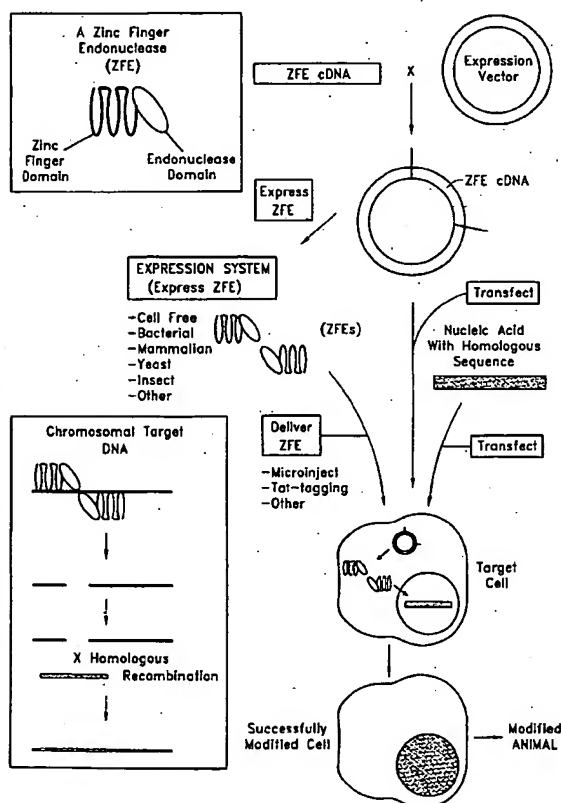 A Zinc Finger
Endonuclease
(ZFE)
Zinc
Finger
Domain
Endonuclease
Domain
ZFE cDNA
X
Expression
Vector
ZFE cDNA
Express
ZFE
EXPRESSION SYSTEM
(Express ZFE)
-Cell Free
-Bacterial
-Mammalian
-Yeast
-Insect
-Other
(ZFEs)
Transfect
Nucleic Acid
With Homologous
Sequence
Deliver
ZFE
-Microinject
-Tat-tagging
-Other
Transfect
Chromosomal Target
DNA
X Homologous
Recombination
Target
Cell
Successfully
Modified Cell
Modified
ANIMAL